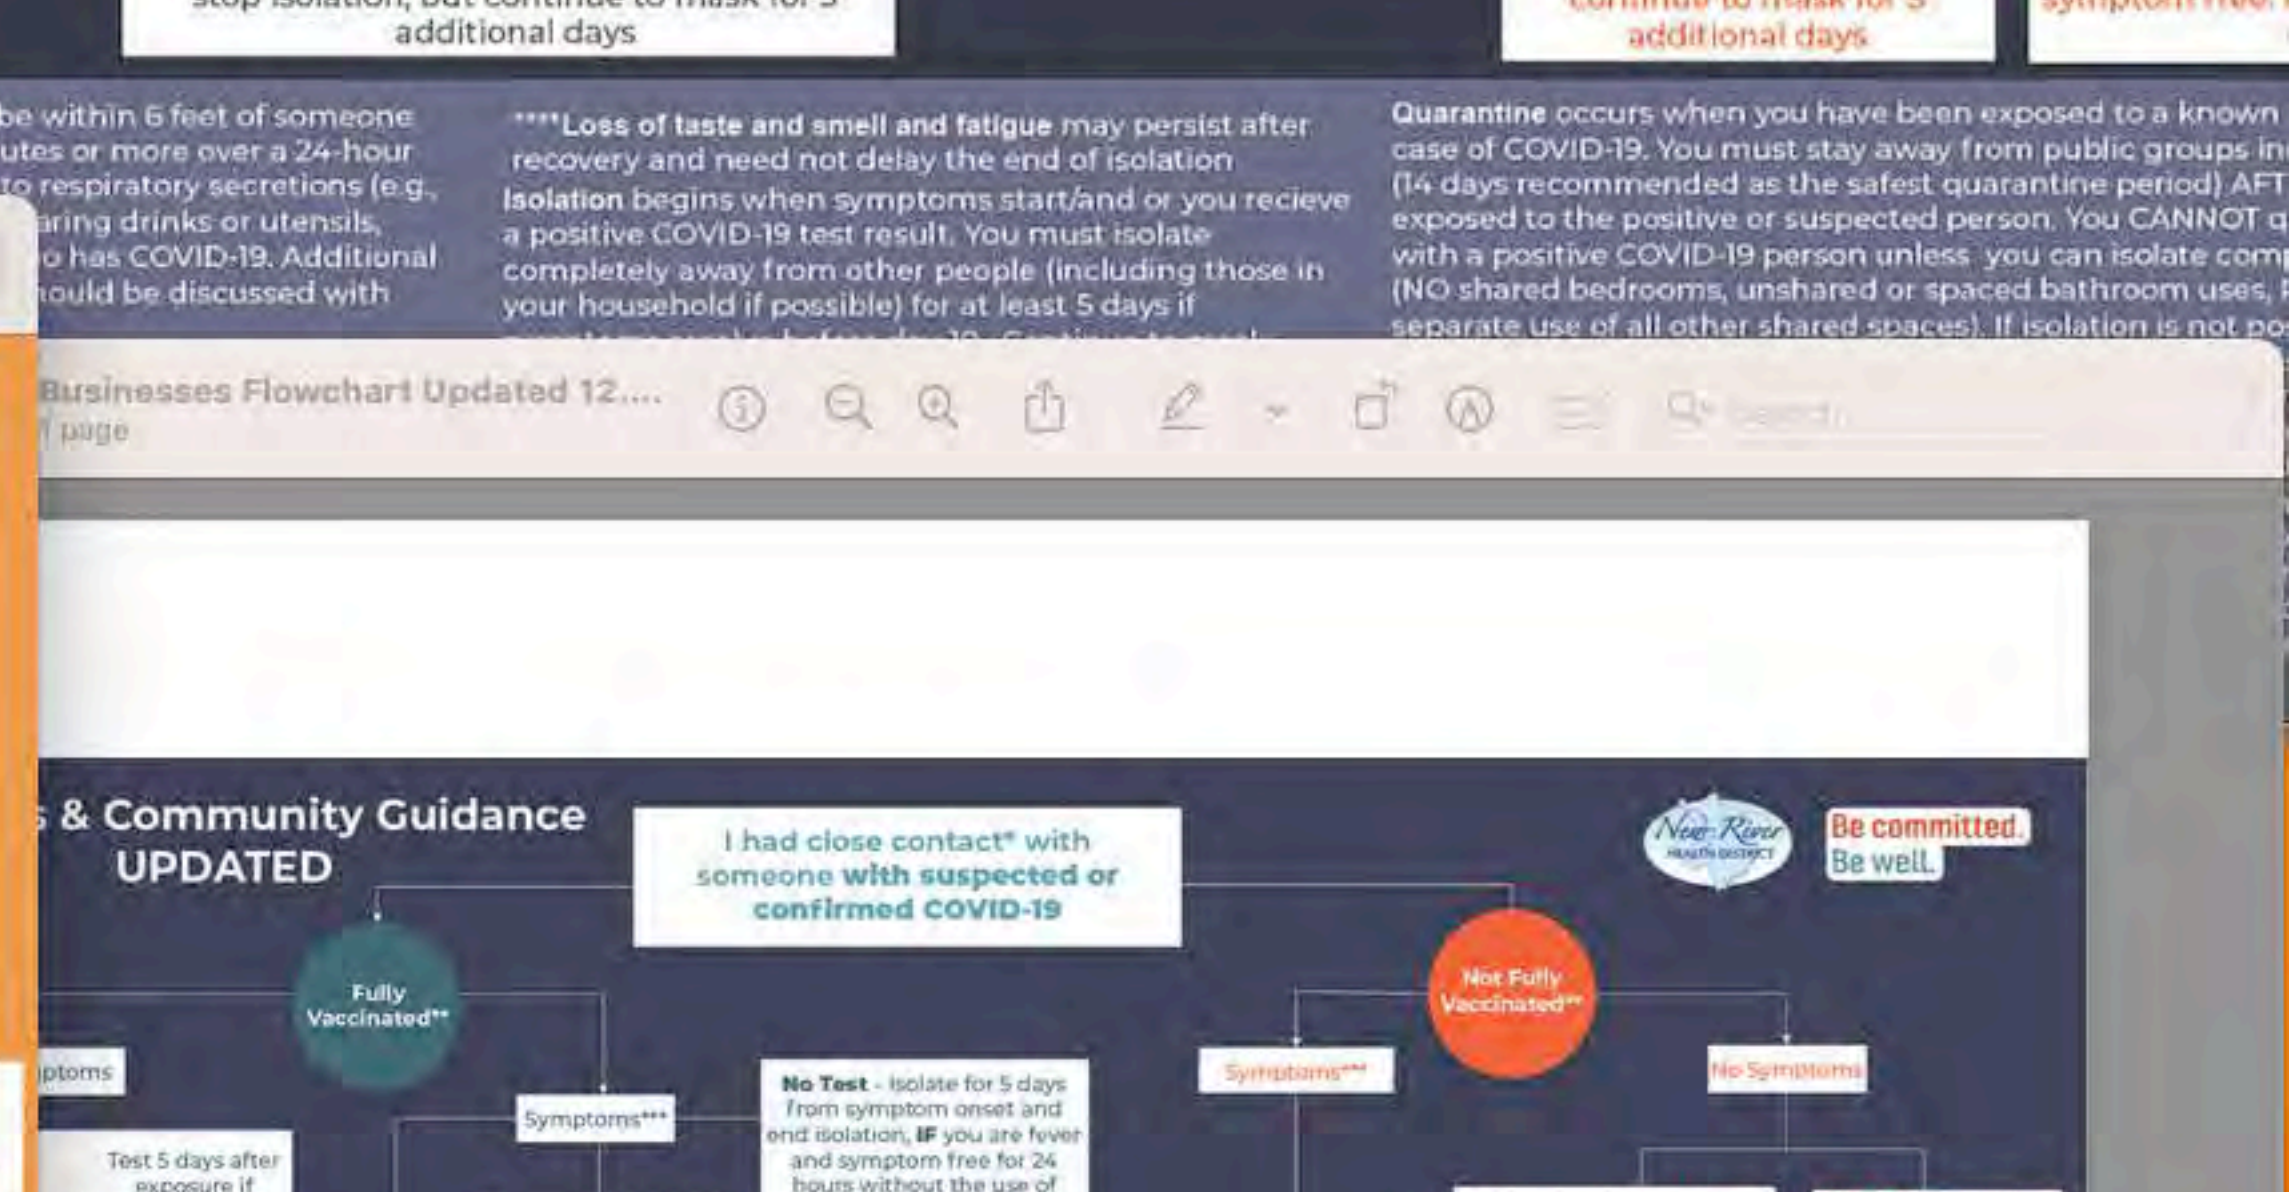 additional days
additional days
be within 6 feet of someone
utes or more over a 24-hour
to respiratory secretions (e.g.,
aring drinks or utensils,
o has COVID-19. Additional
ould be discussed with
****Loss of taste and smell and fatigue may persist after
recovery and need not delay the end of isolation
Isolation begins when symptoms start/and or you recieve
a positive COVID-19 test result. You must isolate
completely away from other people (including those in
your household if possible) for at least 5 days if
Quarantine occurs when you have been exposed to a known
case of COVID-19. You must stay away from public groups in
(14 days recommended as the safest quarantine period) AFT
exposed to the positive or suspected person. You CANNOT q
with a positive COVID-19 person unless you can isolate com
(NO shared bedrooms, unshared or spaced bathroom uses,
separate use of all other shared spaces). If isolation is not po
Businesses Flowchart Updated 12....
1 page
Search
s & Community Guidance
UPDATED
I had close contact* with
someone with suspected or
confirmed COVID-19
New River
HEALTH DISTRICT
Be committed.
Be well.
Fully
Vaccinated**
Not Fully
Vaccinated**
ptoms
Symptoms***
No Test - Isolate for 5 days
from symptom onset and
end isolation, IF you are fever
and symptom free for 24
hours without the use of
Symptoms***
No Symptoms
Test 5 days after
exposure if